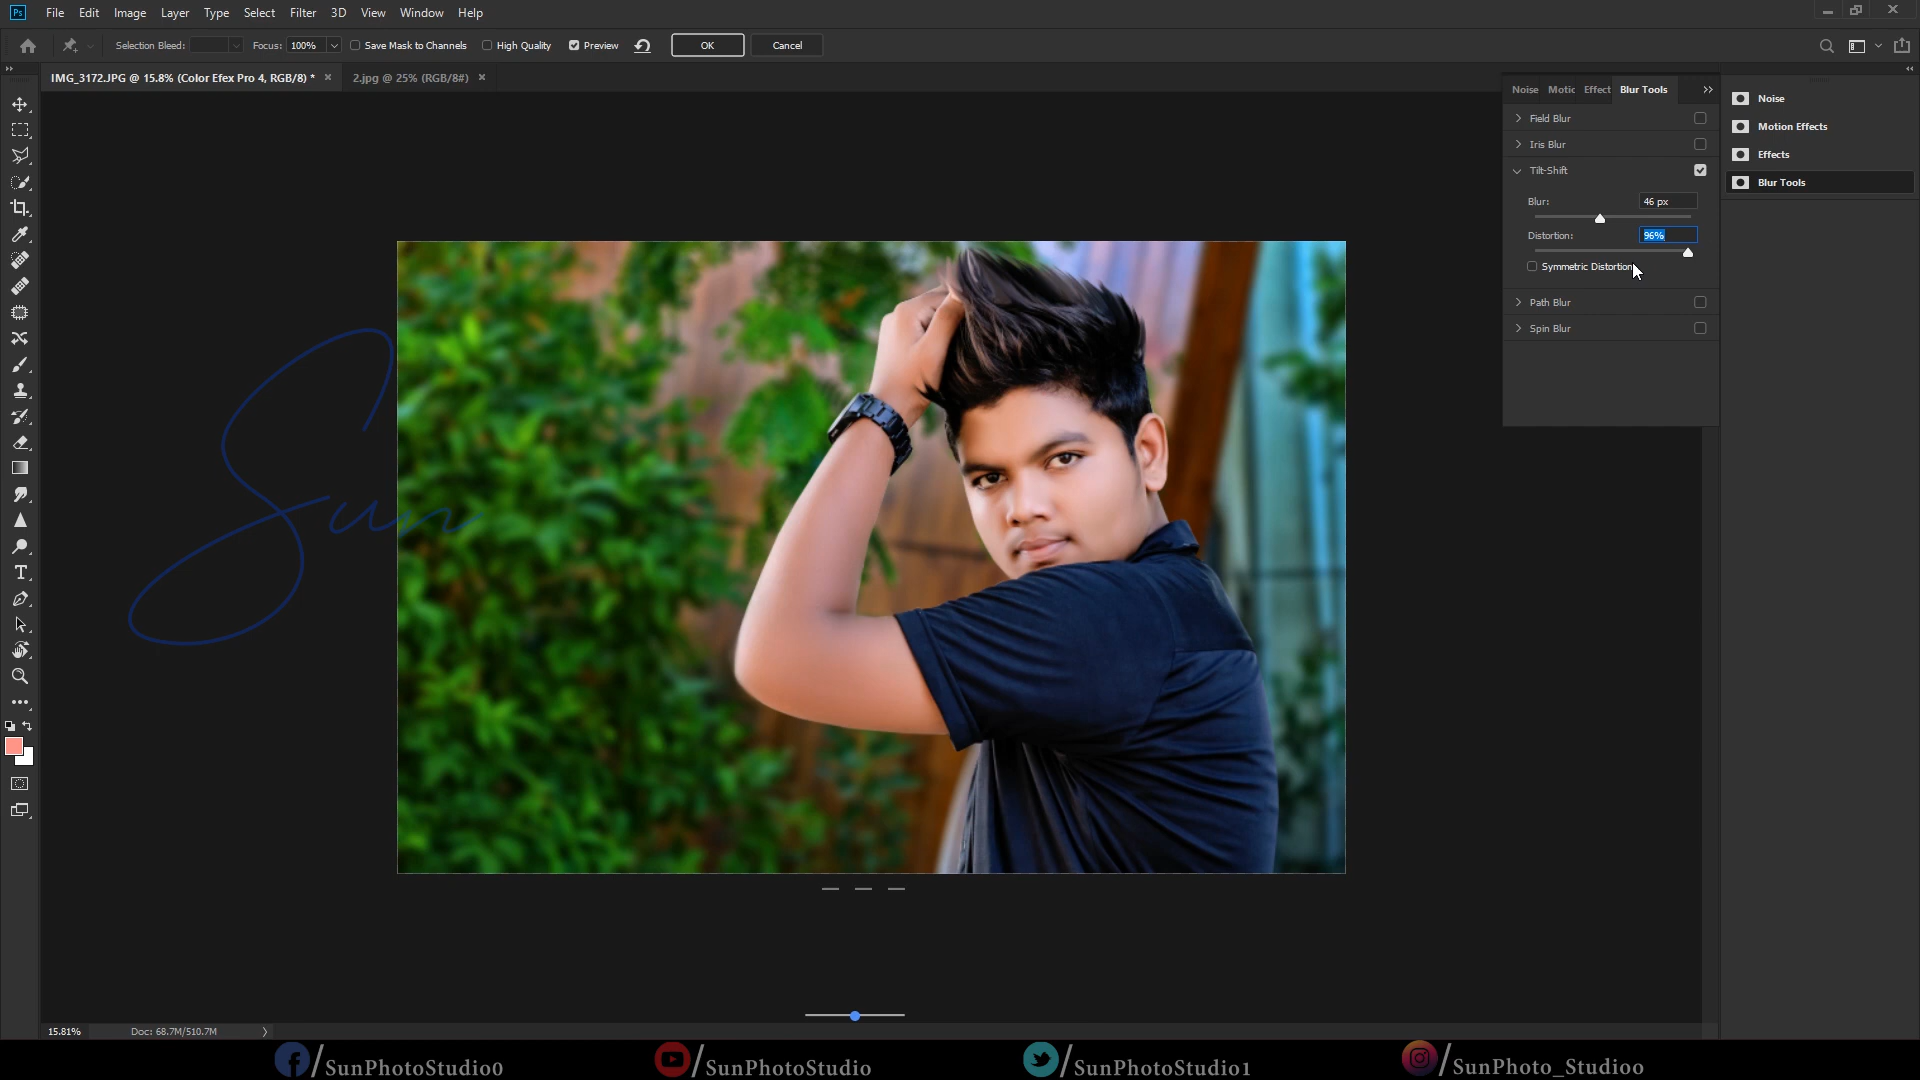 Ps File Edit Image Layer Type Select Filter 3D View Window Help
Selection Bleed: Focus: 100% Save Mask to Channels High Quality Preview OK Cancel
IMG_3172.JPG @ 15.8% (Color Efex Pro 4, RGB/8) * × 2.jpg @ 25% (RGB/8#) ×
Noise Motic Effect Blur Tools
Field Blur
Iris Blur
Tilt-Shift
Blur: 46 px
Distortion: 96%
Symmetric Distortion
Path Blur
Spin Blur
Noise
Motion Effects
Effects
Blur Tools
Sun
15.81% Doc: 68.7M/510.7M
/SunPhotoStudio0 /SunPhotoStudio /SunPhotoStudio1 /SunPhoto_Studioo